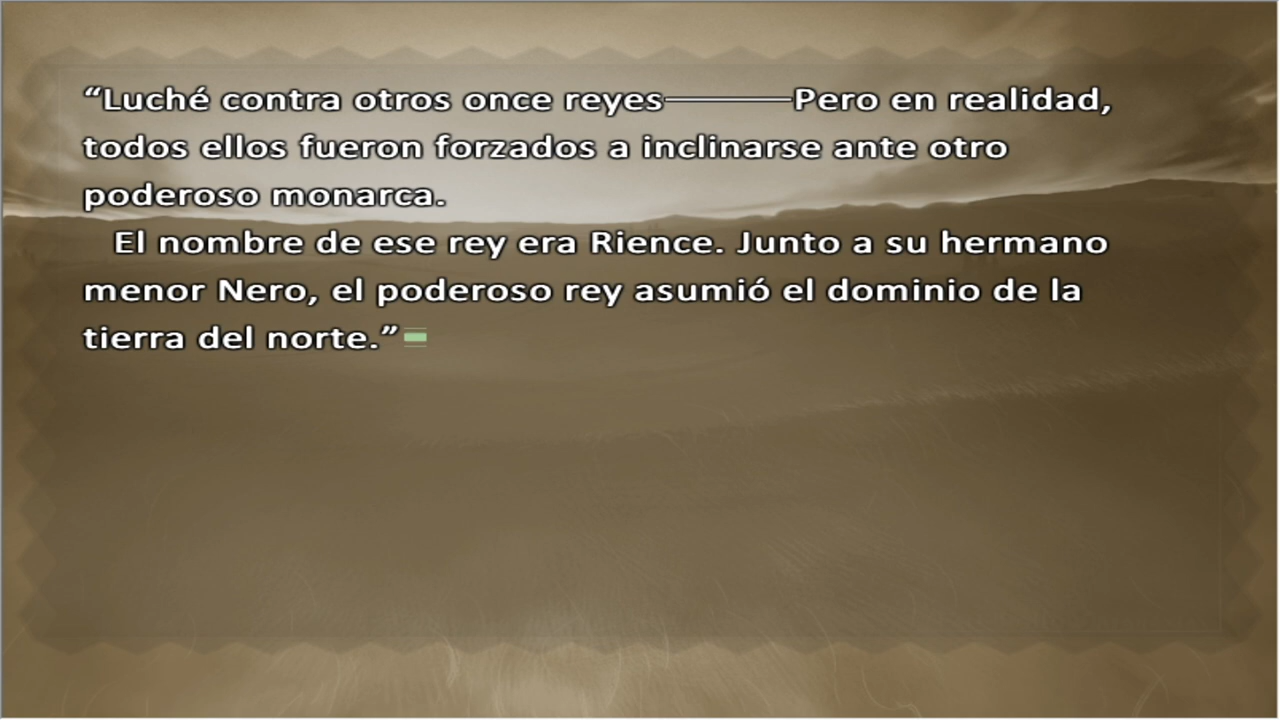 “Luché contra otros once reyes————Pero en realidad,
todos ellos fueron forzados a inclinarse ante otro
poderoso monarca.
El nombre de ese rey era Rience. Junto a su hermano
menor Nero, el poderoso rey asumió el dominio de la
tierra del norte.”